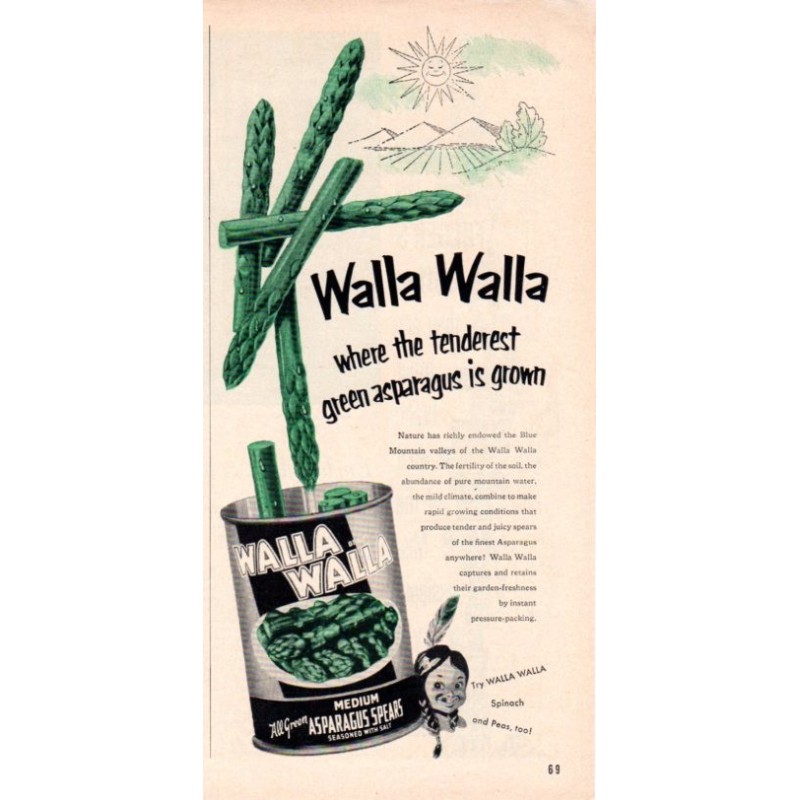 Walla Walla
where the tenderest
green asparagus is grown
Nature has richly endowed the Blue
Mountain valleys of the Walla Walla
country. The fertility of the soil, the
abundance of pure mountain water,
the mild climate, combine to make
rapid growing conditions that
produce tender and juicy spears
of the finest Asparagus
anywhere! Walla Walla
captures and retains
their garden-freshness
by instant
pressure-packing.
WALLA
WALLA
MEDIUM
All Green ASPARAGUS SPEARS
SEASONED WITH SALT
Try WALLA WALLA
Spinach
and Peas, too!
69